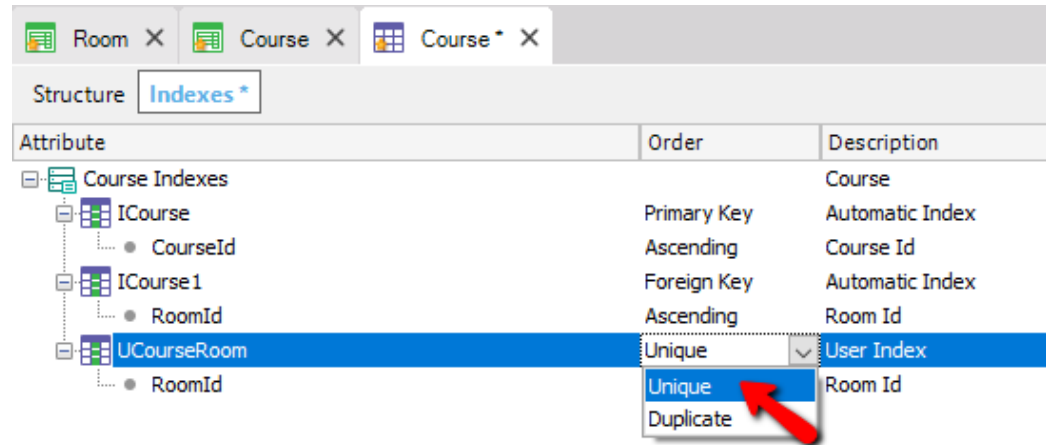 Room Course Course *
Structure Indexes *
Attribute Order Description
Course Indexes Course
ICourse Primary Key Automatic Index
CourseId Ascending Course Id
ICourse1 Foreign Key Automatic Index
RoomId Ascending Room Id
UCourseRoom Unique User Index
RoomId Unique Room Id
Duplicate